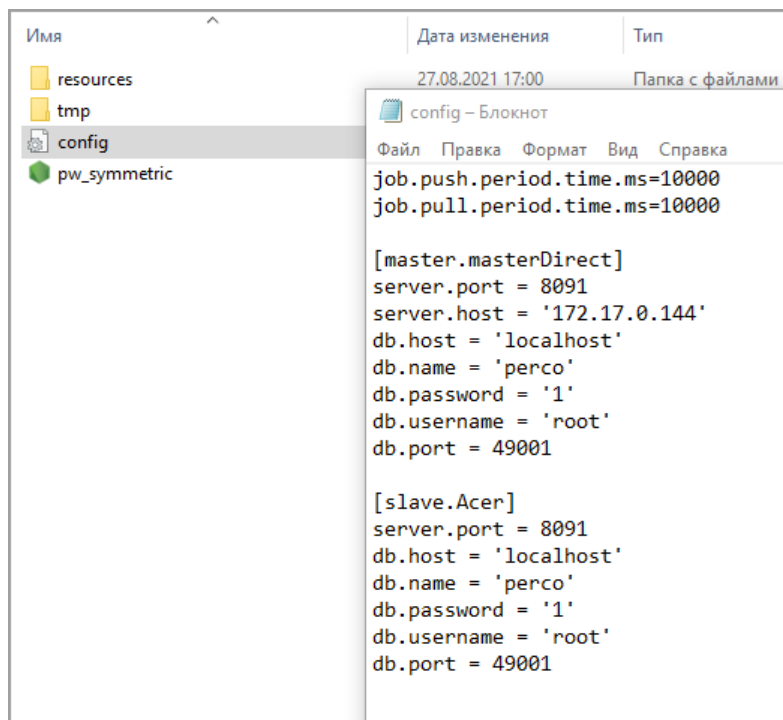 Имя Дата изменения Тип
resources 27.08.2021 17:00 Папка с файлами
tmp
config
pw_symmetric
config – Блокнот
Файл Правка Формат Вид Справка
job.push.period.time.ms=10000
job.pull.period.time.ms=10000
[master.masterDirect]
server.port = 8091
server.host = '172.17.0.144'
db.host = 'localhost'
db.name = 'perco'
db.password = '1'
db.username = 'root'
db.port = 49001
[slave.Acer]
server.port = 8091
db.host = 'localhost'
db.name = 'perco'
db.password = '1'
db.username = 'root'
db.port = 49001